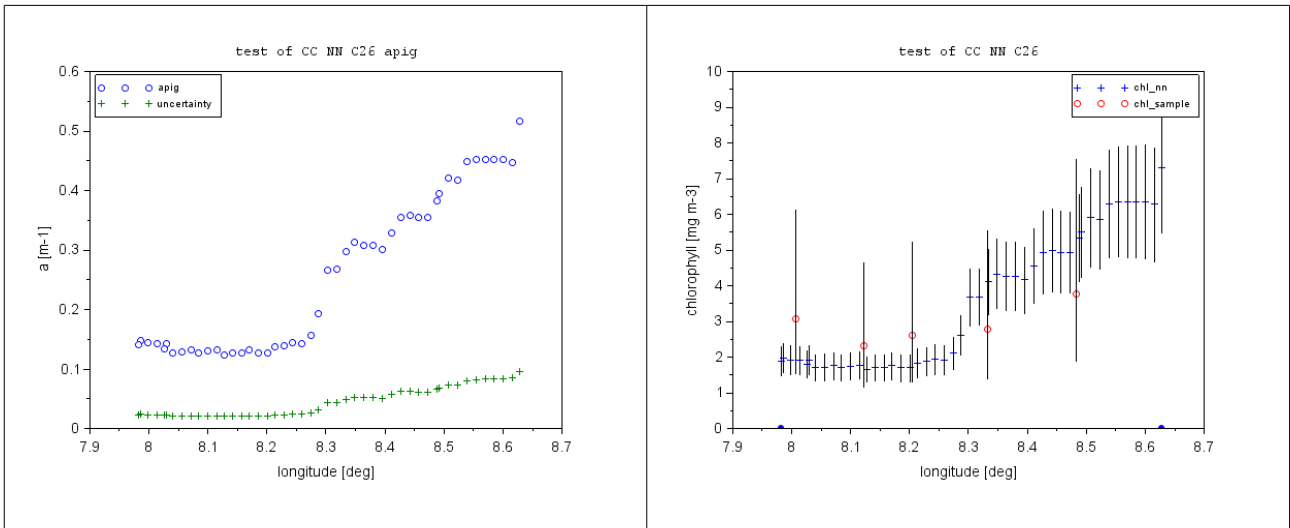 test of CC NN C26 apig
apig
uncertainty
0.6
0.5
0.4
0.3
0.2
0.1
0
a [m-1]
7.9 8 8.1 8.2 8.3 8.4 8.5 8.6 8.7
longitude [deg]
test of CC NN C26
chl_nn
chl_sample
10
9
8
7
6
5
4
3
2
1
0
chlorophyll [mg m-3]
7.9 8 8.1 8.2 8.3 8.4 8.5 8.6 8.7
longitude [deg]